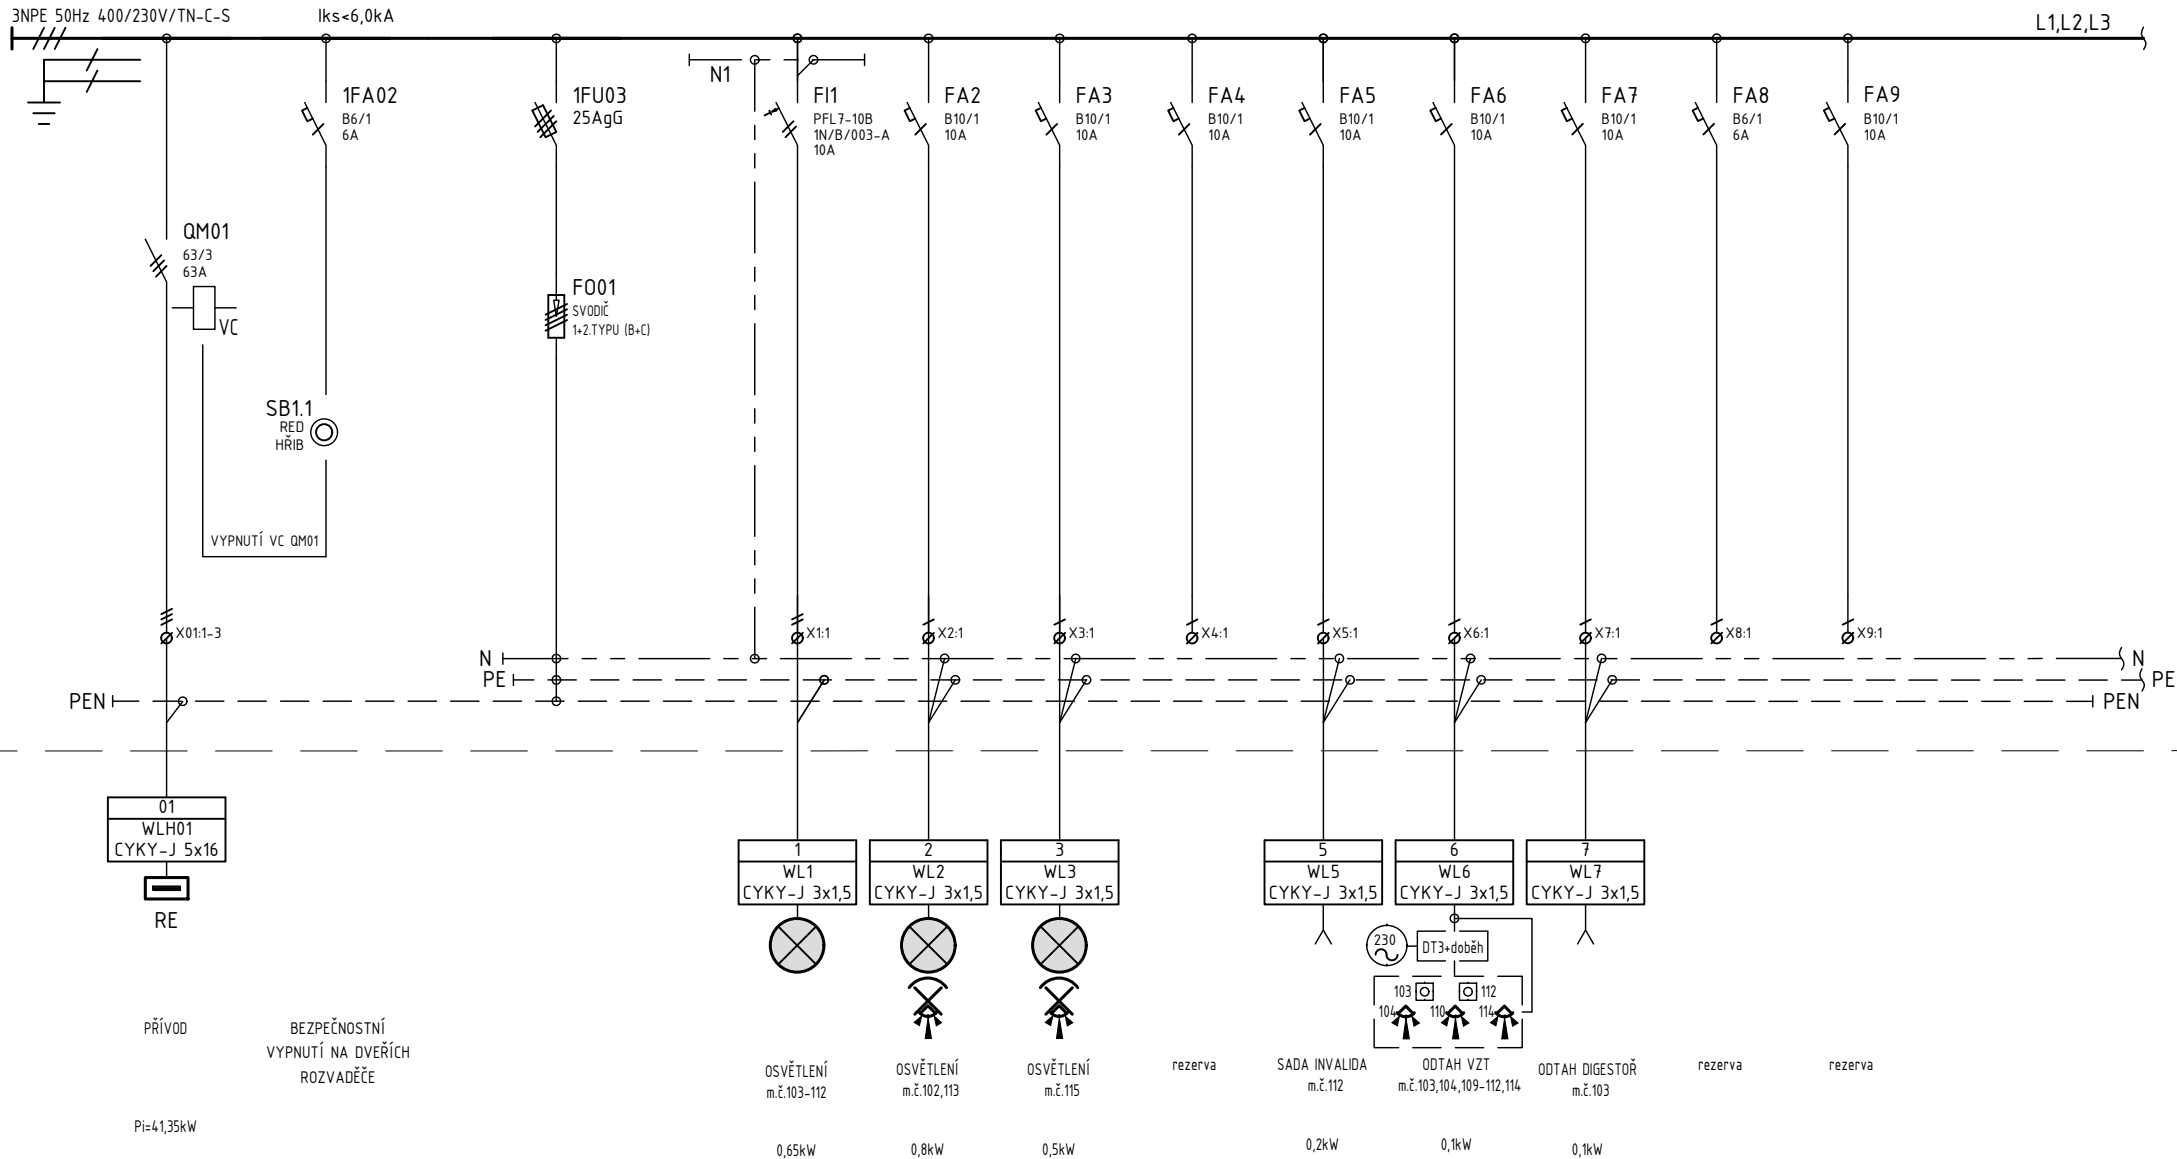 3NPE 50Hz 400/230V/TN-C-S
Iks<6,0kA
L1,L2,L3
N1
1FA02
B6/1
6A
1FU03
25AgG
FI1
PFL7-10B
1N/B/003-A
10A
FA2
B10/1
10A
FA3
B10/1
10A
FA4
B10/1
10A
FA5
B10/1
10A
FA6
B10/1
10A
FA7
B10/1
10A
FA8
B6/1
6A
FA9
B10/1
10A
QM01
63/3
63A
VC
FO01
SVODIČ
1+2.TYPU (B+C)
SB1.1
RED
HŘIB
VYPNUTÍ VC QM01
X01:1-3
X1:1
X2:1
X3:1
X4:1
X5:1
X6:1
X7:1
X8:1
X9:1
N
N
PE
PE
PEN
PEN
01
WLH01
CYKY-J 5x16
RE
1
WL1
CYKY-J 3x1,5
2
WL2
CYKY-J 3x1,5
3
WL3
CYKY-J 3x1,5
5
WL5
CYKY-J 3x1,5
6
WL6
CYKY-J 3x1,5
7
WL7
CYKY-J 3x1,5
230
DT3+doběh
103
112
104
110
114
PŘÍVOD
BEZPEČNOSTNÍ
VYPNUTÍ NA DVEŘÍCH
ROZVADĚČE
OSVĚTLENÍ
m.č.103-112
OSVĚTLENÍ
m.č.102,113
OSVĚTLENÍ
m.č.115
rezerva
SADA INVALIDA
m.č.112
ODTAH VZT
m.č.103,104,109-112,114
ODTAH DIGESTOŘ
m.č.103
rezerva
rezerva
Pi=41,35kW
0,65kW
0,8kW
0,5kW
0,2kW
0,1kW
0,1kW